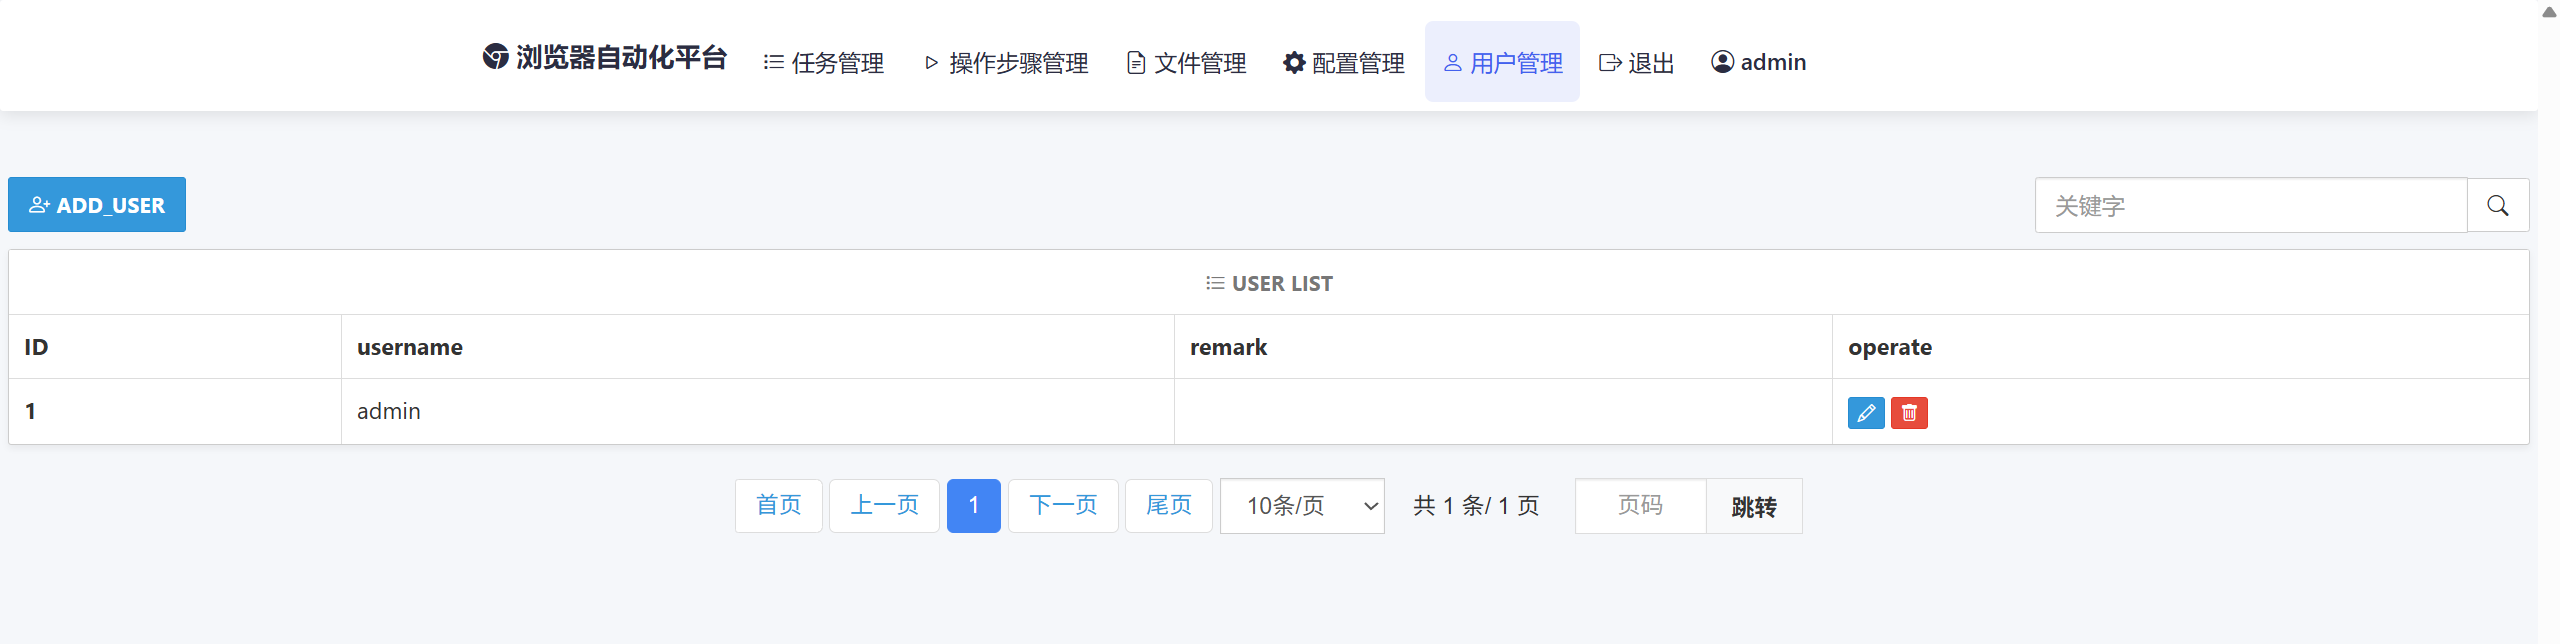 浏览器自动化平台 任务管理 操作步骤管理 文件管理 配置管理 用户管理 退出 admin
ADD_USER 关键字
USER LIST
ID username remark operate
1 admin
首页 上一页 1 下一页 尾页 10条/页 共 1 条/ 1 页 页码 跳转